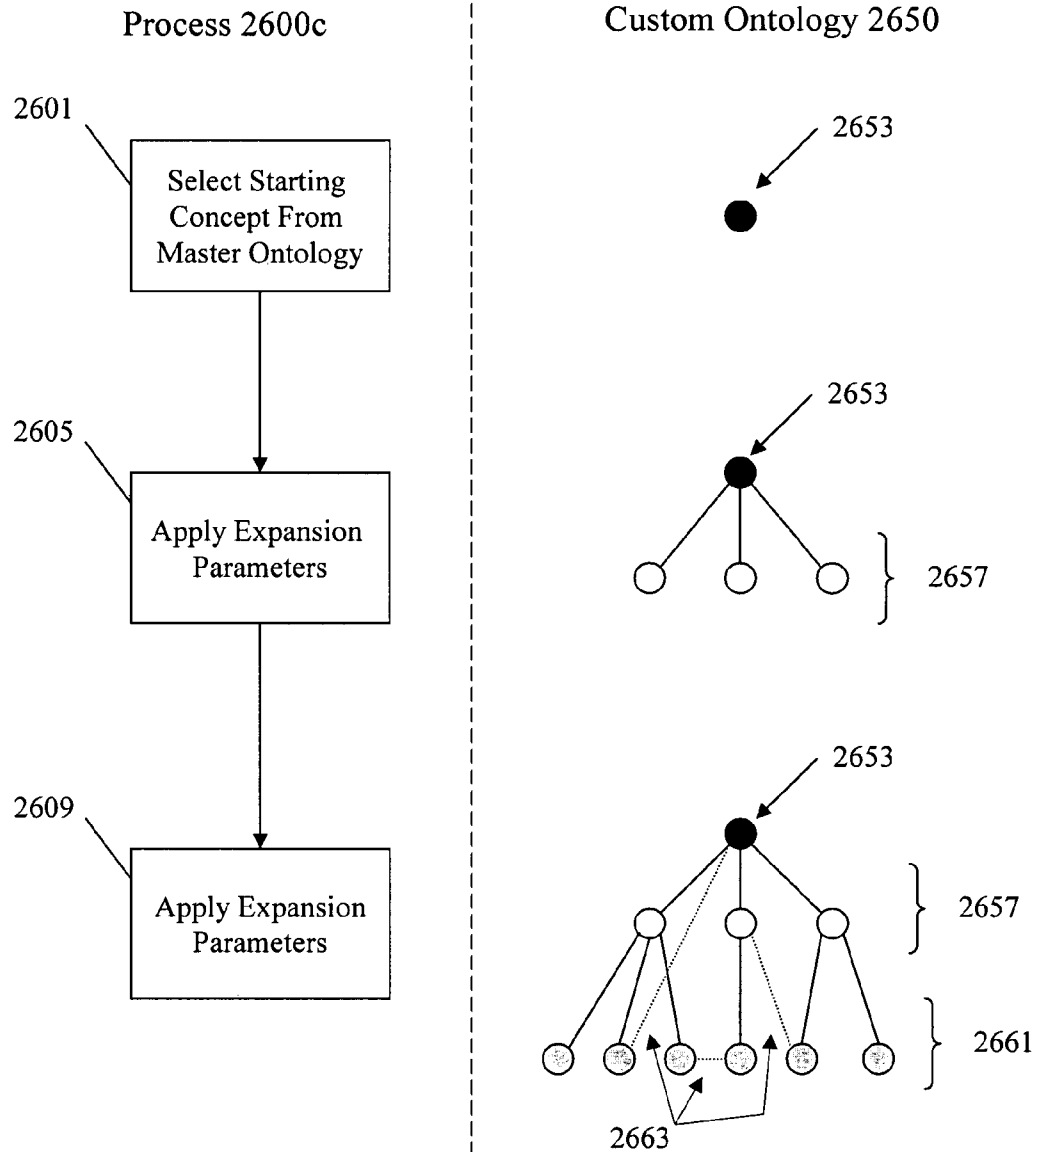 Process 2600c
Custom Ontology 2650
2601
Select Starting
Concept From
Master Ontology
2653
2605
Apply Expansion
Parameters
2653
2657
2609
Apply Expansion
Parameters
2653
2657
2661
2663